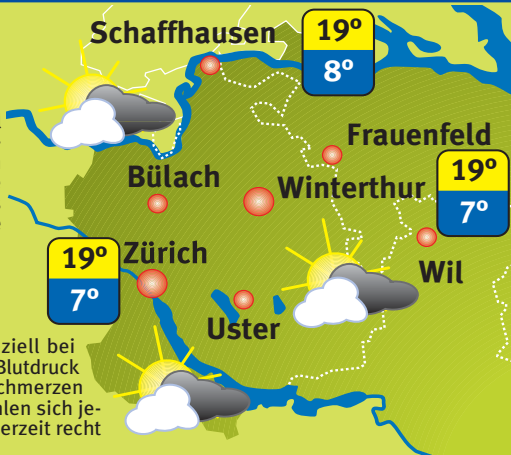 Schaffhausen
19°
8°
Frauenfeld
Bülach
Winterthur
19°
7°
Zürich
19°
7°
Wil
Uster
ziell bei
Blutdruck
chmerzen
hlen sich je-
erzeit recht